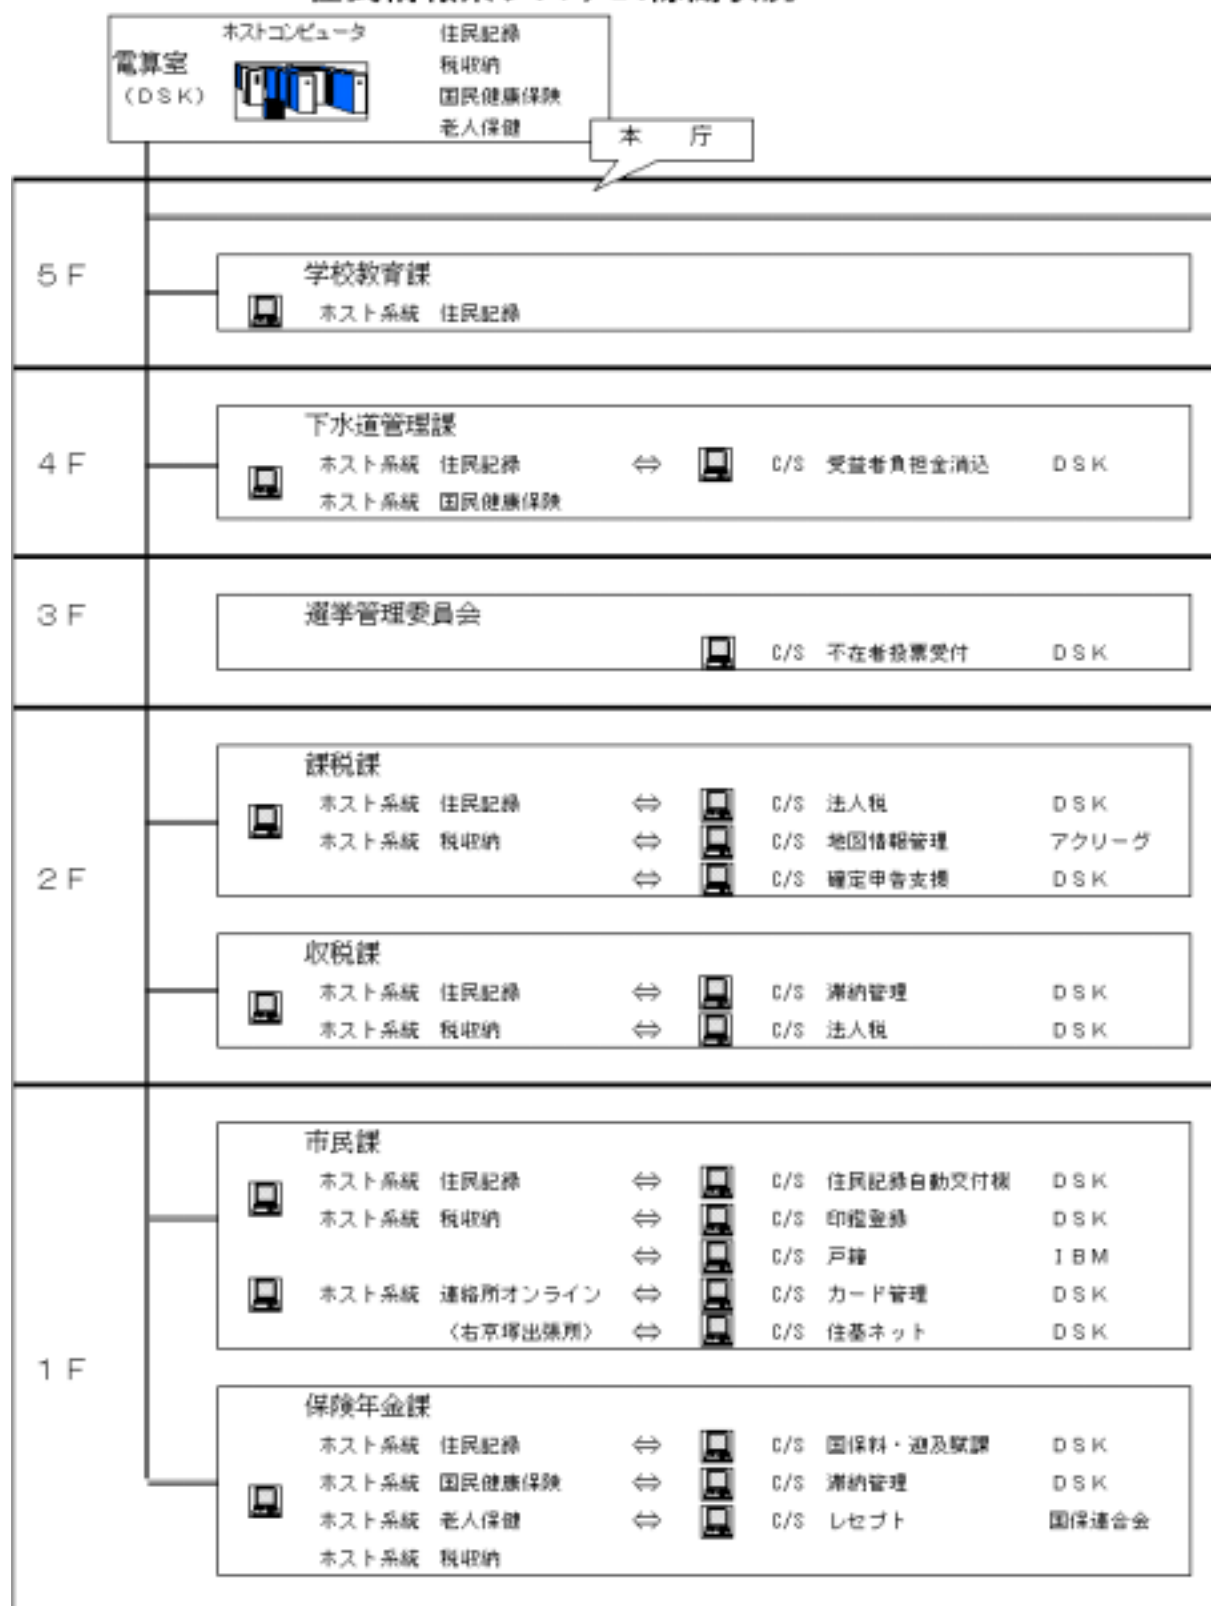 ホストコンピュータ 住民記録
電算室 税収納
（DSK） 国民健康保険
老人保健
本 庁
5F
学校教育課
ホスト系統 住民記録
4F
下水道管理課
ホスト系統 住民記録 ⇔ C/S 受益者負担金消込 DSK
ホスト系統 国民健康保険
3F
選挙管理委員会
C/S 不在者投票受付 DSK
2F
課税課
ホスト系統 住民記録 ⇔ C/S 法人税 DSK
ホスト系統 税収納 ⇔ C/S 地図情報管理 アクリーグ
⇔ C/S 確定申告支援 DSK
収税課
ホスト系統 住民記録 ⇔ C/S 滞納管理 DSK
ホスト系統 税収納 ⇔ C/S 法人税 DSK
1F
市民課
ホスト系統 住民記録 ⇔ C/S 住民記録自動交付機 DSK
ホスト系統 税収納 ⇔ C/S 印鑑登録 DSK
⇔ C/S 戸籍 IBM
ホスト系統 連絡所オンライン ⇔ C/S カード管理 DSK
（右京塚出張所） ⇔ C/S 住基ネット DSK
保険年金課
ホスト系統 住民記録 ⇔ C/S 国保料・遡及賦課 DSK
ホスト系統 国民健康保険 ⇔ C/S 滞納管理 DSK
ホスト系統 老人保健 ⇔ C/S レセプト 国保連合会
ホスト系統 税収納